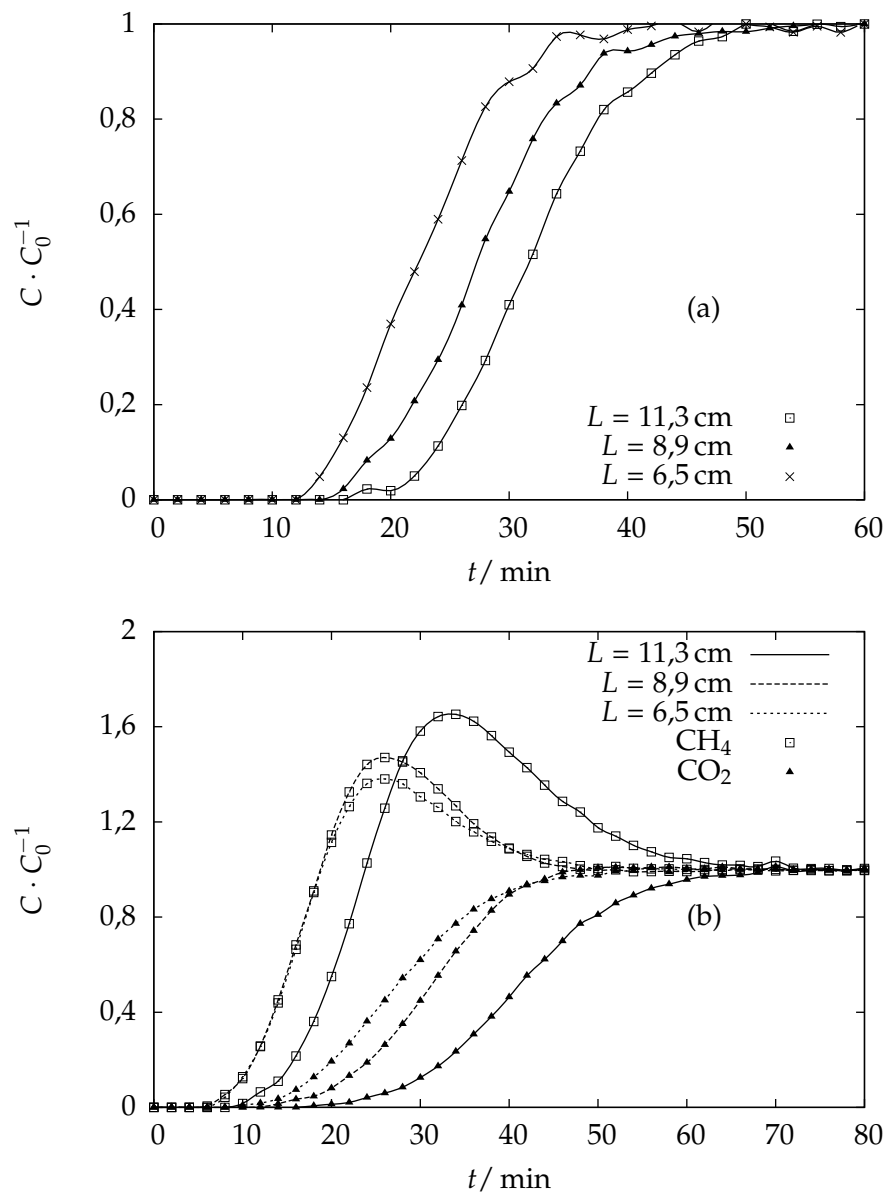 1
0,8
0,6
0,4
0,2
0
C · C₀⁻¹
(a)
L = 11,3 cm
L = 8,9 cm
L = 6,5 cm
0 10 20 30 40 50 60
t/ min
2
1,6
1,2
0,8
0,4
0
C · C₀⁻¹
L = 11,3 cm
L = 8,9 cm
L = 6,5 cm
CH₄
CO₂
(b)
0 10 20 30 40 50 60 70 80
t/ min